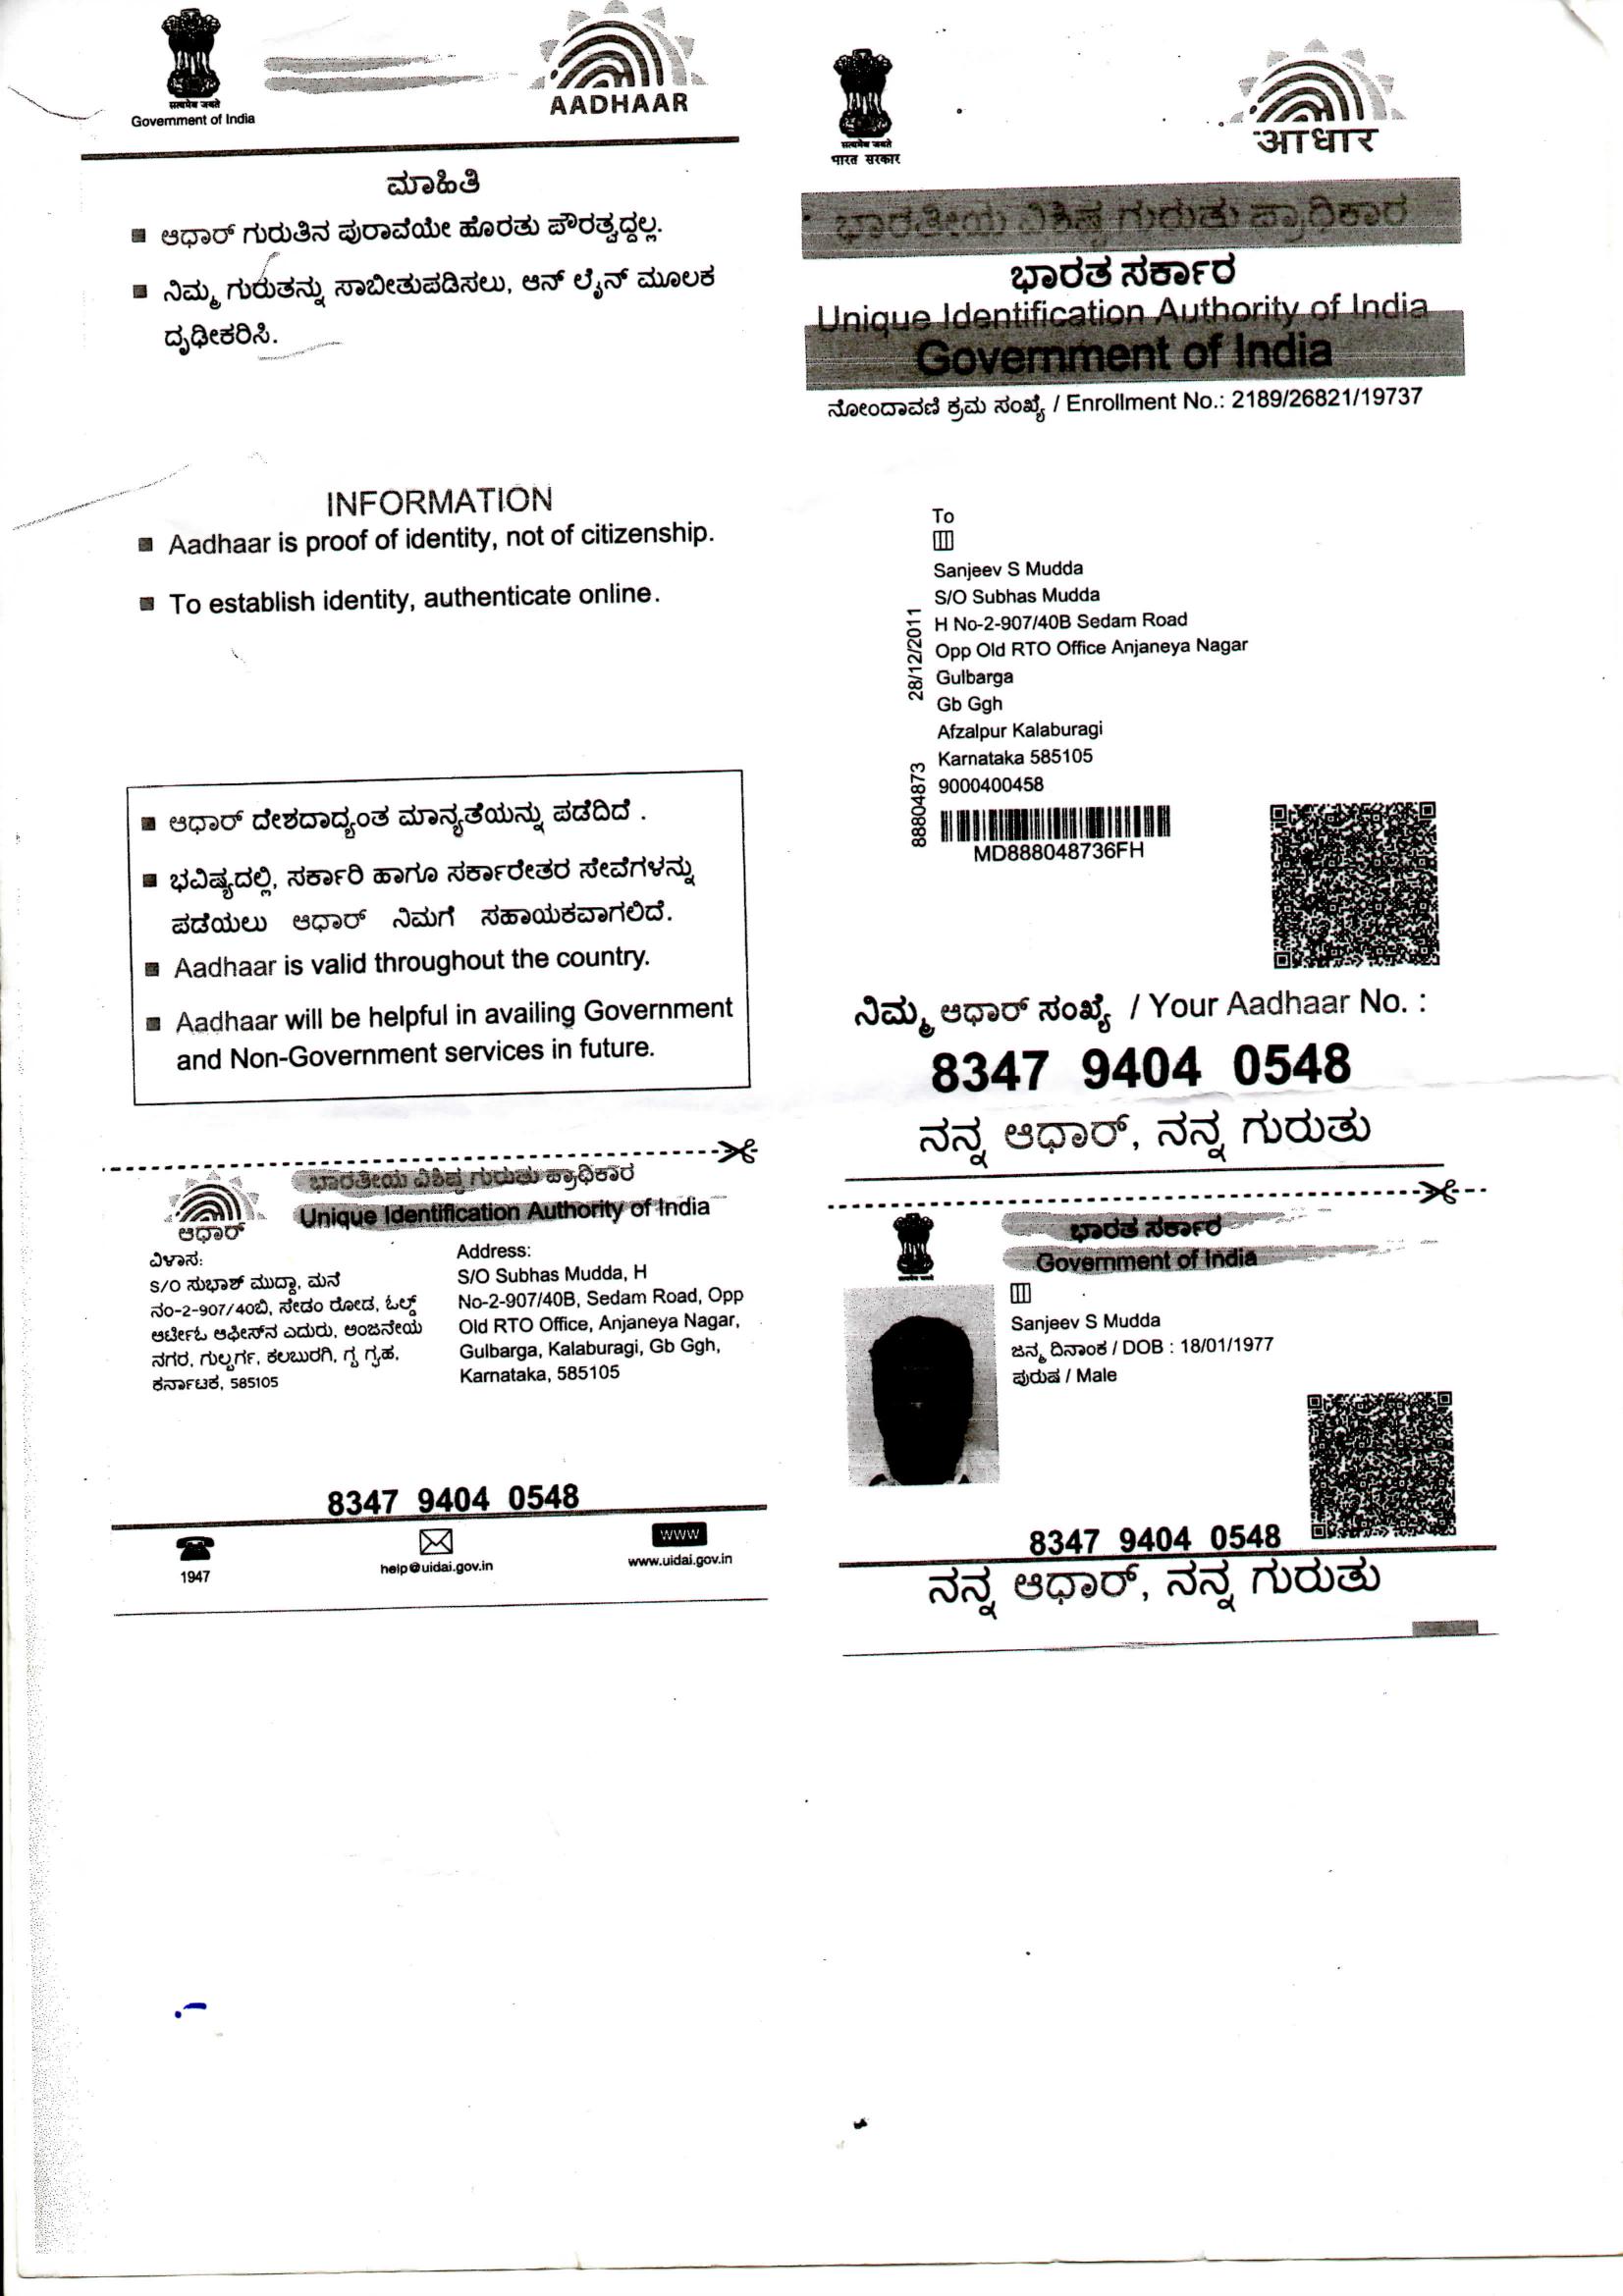 सत्यमेव जयते
Government of India
AADHAAR
ಮಾಹಿತಿ
ಆಧಾರ್ ಗುರುತಿನ ಪುರಾವೆಯೇ ಹೊರತು ಪೌರತ್ವದ್ದಲ್ಲ.
ನಿಮ್ಮ ಗುರುತನ್ನು ಸಾಬೀತುಪಡಿಸಲು, ಆನ್ ಲೈನ್ ಮೂಲಕ
ದೃಢೀಕರಿಸಿ.
INFORMATION
Aadhaar is proof of identity, not of citizenship.
To establish identity, authenticate online.
ಆಧಾರ್ ದೇಶದಾದ್ಯಂತ ಮಾನ್ಯತೆಯನ್ನು ಪಡೆದಿದೆ .
ಭವಿಷ್ಯದಲ್ಲಿ, ಸರ್ಕಾರಿ ಹಾಗೂ ಸರ್ಕಾರೇತರ ಸೇವೆಗಳನ್ನು
ಪಡೆಯಲು ಆಧಾರ್ ನಿಮಗೆ ಸಹಾಯಕವಾಗಲಿದೆ.
Aadhaar is valid throughout the country.
Aadhaar will be helpful in availing Government
and Non-Government services in future.
सत्यमेव जयते
भारत सरकार
आधार
ಭಾರತೀಯ ವಿಶಿಷ್ಟ ಗುರುತು ಪ್ರಾಧಿಕಾರ
ಭಾರತ ಸರ್ಕಾರ
Unique Identification Authority of India
Government of India
ನೋಂದಾವಣಿ ಕ್ರಮ ಸಂಖ್ಯೆ / Enrollment No.: 2189/26821/19737
To
Sanjeev S Mudda
S/O Subhas Mudda
H No-2-907/40B Sedam Road
Opp Old RTO Office Anjaneya Nagar
Gulbarga
Gb Ggh
Afzalpur Kalaburagi
Karnataka 585105
9000400458
28/12/2011
88804873
MD888048736FH
ನಿಮ್ಮ ಆಧಾರ್ ಸಂಖ್ಯೆ / Your Aadhaar No. :
8347 9404 0548
ನನ್ನ ಆಧಾರ್, ನನ್ನ ಗುರುತು
ಆಧಾರ್
ಭಾರತೀಯ ವಿಶಿಷ್ಟ ಗುರುತು ಪ್ರಾಧಿಕಾರ
Unique Identification Authority of India
ವಿಳಾಸ:
S/O ಸುಭಾಶ್ ಮುದ್ದಾ, ಮನೆ
ನಂ-2-907/40ಬಿ, ಸೇಡಂ ರೋಡ, ಓಲ್ಡ್
ಆರ್ಟಿಓ ಆಫೀಸ್‌ನ ಎದುರು, ಅಂಜನೇಯ
ನಗರ, ಗುಲ್ಬರ್ಗ, ಕಲಬುರಗಿ,
ಕರ್ನಾಟಕ, 585105
Address:
S/O Subhas Mudda, H
No-2-907/40B, Sedam Road, Opp
Old RTO Office, Anjaneya Nagar,
Gulbarga, Kalaburagi, Gb Ggh,
Karnataka, 585105
8347 9404 0548
1947
help@uidai.gov.in
www
www.uidai.gov.in
ಭಾರತ ಸರ್ಕಾರ
Government of India
Sanjeev S Mudda
ಜನ್ಮ ದಿನಾಂಕ / DOB : 18/01/1977
ಪುರುಷ / Male
8347 9404 0548
ನನ್ನ ಆಧಾರ್, ನನ್ನ ಗುರುತು